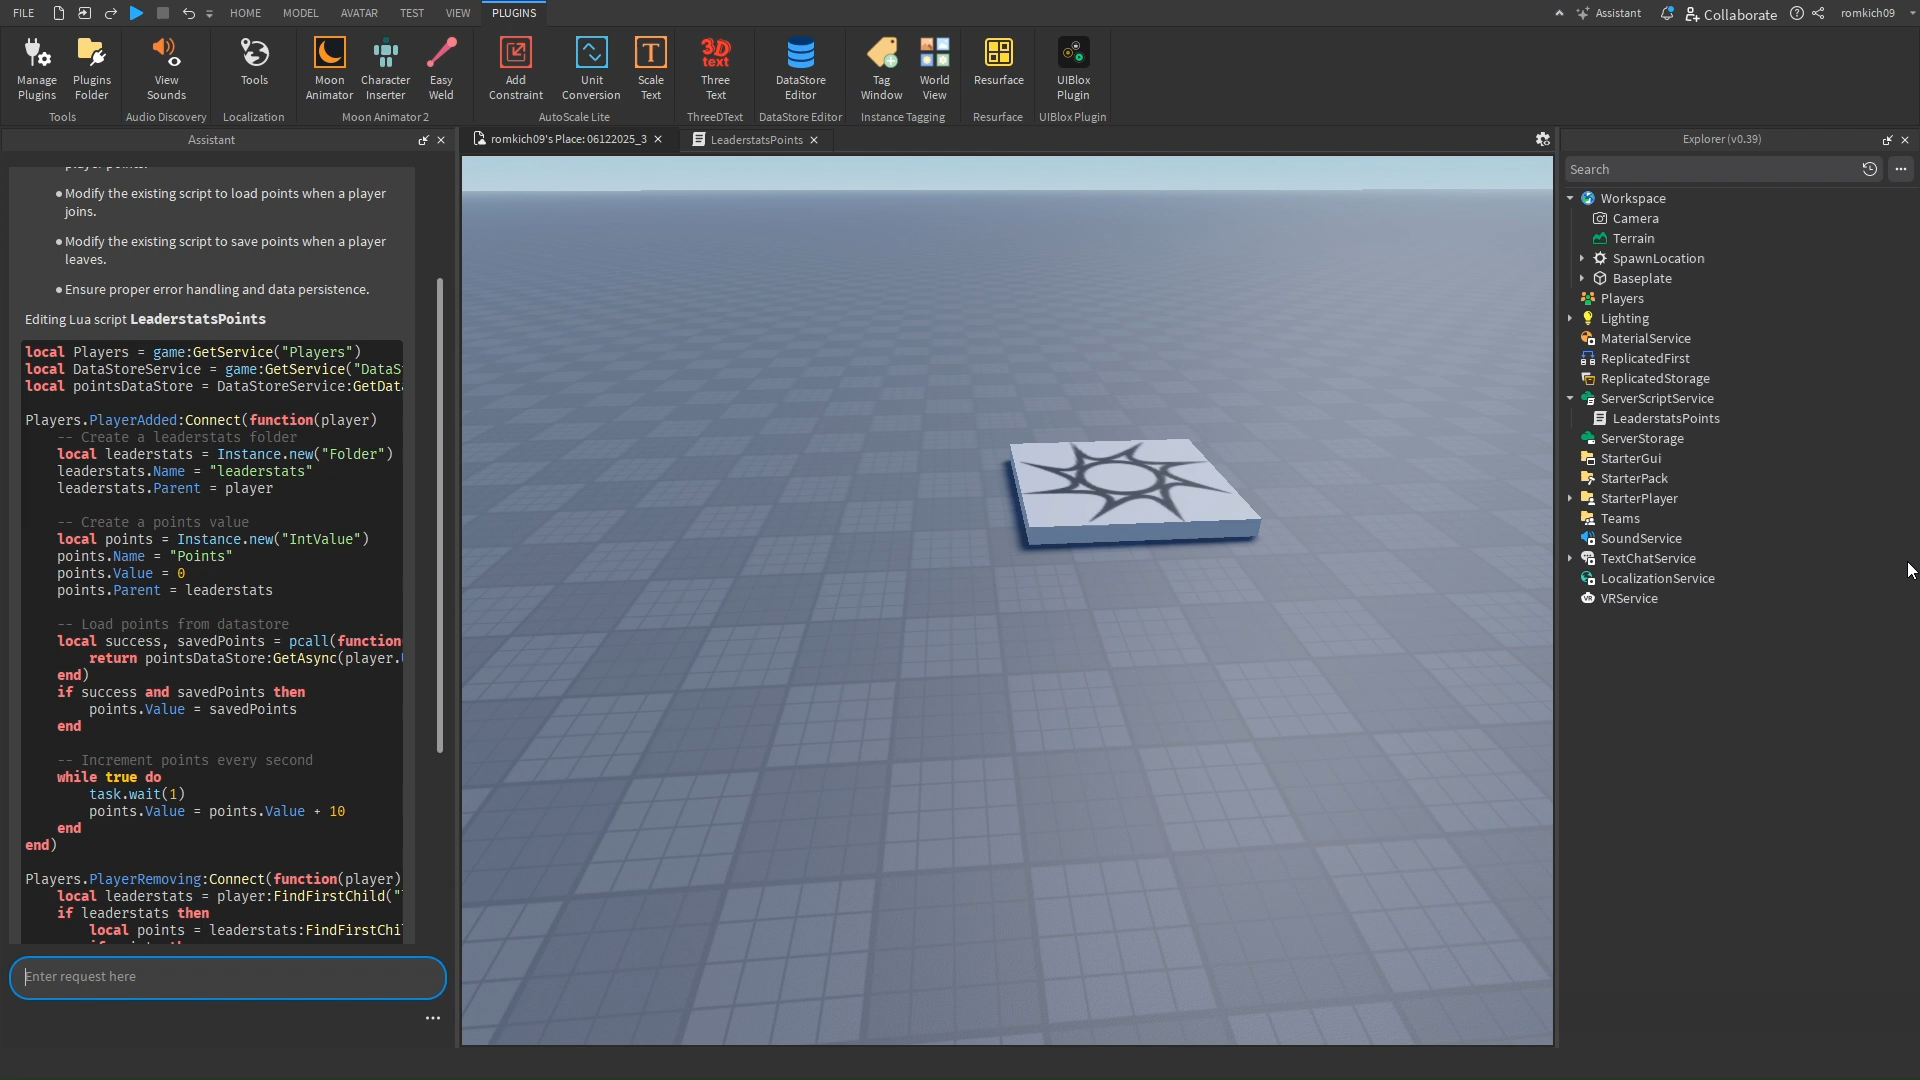 FILE
HOME
MODEL
AVATAR
TEST
VIEW
PLUGINS
Assistant
Collaborate
romkich09
Manage Plugins
Plugins Folder
View Sounds
Tools
Moon Animator
Character Inserter
Easy Weld
Add Constraint
Unit Conversion
Scale Text
3D text
Three Text
DataStore Editor
Tag Window
World View
Resurface
UIBlox Plugin
Tools
Audio Discovery
Localization
Moon Animator 2
AutoScale Lite
ThreeDText
DataStore Editor
Instance Tagging
Resurface
UIBlox Plugin
Assistant
romkich09's Place: 06122025_3
LeaderstatsPoints
Explorer (v0.39)
player points.
• Modify the existing script to load points when a player
joins.
• Modify the existing script to save points when a player
leaves.
• Ensure proper error handling and data persistence.
Editing Lua script LeaderstatsPoints
local Players = game:GetService("Players")
local DataStoreService = game:GetService("DataS
local pointsDataStore = DataStoreService:GetDat
Players.PlayerAdded:Connect(function(player)
-- Create a leaderstats folder
local leaderstats = Instance.new("Folder")
leaderstats.Name = "leaderstats"
leaderstats.Parent = player
-- Create a points value
local points = Instance.new("IntValue")
points.Name = "Points"
points.Value = 0
points.Parent = leaderstats
-- Load points from datastore
local success, savedPoints = pcall(function
return pointsDataStore:GetAsync(player.
end)
if success and savedPoints then
points.Value = savedPoints
end
-- Increment points every second
while true do
task.wait(1)
points.Value = points.Value + 10
end
end)
Players.PlayerRemoving:Connect(function(player)
local leaderstats = player:FindFirstChild("
if leaderstats then
local points = leaderstats:FindFirstChi
Enter request here
Search
Workspace
Camera
Terrain
SpawnLocation
Baseplate
Players
Lighting
MaterialService
ReplicatedFirst
ReplicatedStorage
ServerScriptService
LeaderstatsPoints
ServerStorage
StarterGui
StarterPack
StarterPlayer
Teams
SoundService
TextChatService
LocalizationService
VRService